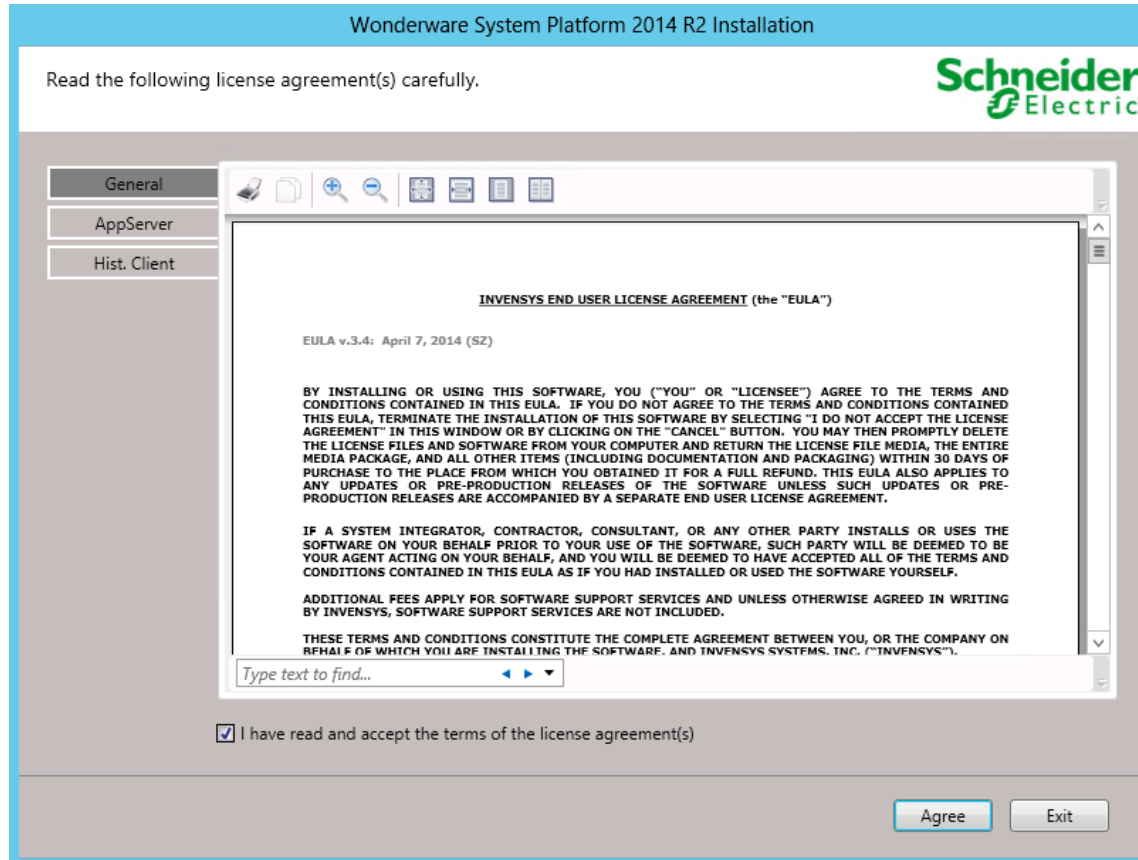 Wonderware System Platform 2014 R2 Installation
Read the following license agreement(s) carefully.
Schneider
Electric
General
AppServer
Hist. Client
INVENSYS END USER LICENSE AGREEMENT (the "EULA")
EULA v.3.4: April 7, 2014 (SZ)
BY INSTALLING OR USING THIS SOFTWARE, YOU ("YOU" OR "LICENSEE") AGREE TO THE TERMS AND
CONDITIONS CONTAINED IN THIS EULA. IF YOU DO NOT AGREE TO THE TERMS AND CONDITIONS CONTAINED
THIS EULA, TERMINATE THE INSTALLATION OF THIS SOFTWARE BY SELECTING "I DO NOT ACCEPT THE LICENSE
AGREEMENT" IN THIS WINDOW OR BY CLICKING ON THE "CANCEL" BUTTON. YOU MAY THEN PROMPTLY DELETE
THE LICENSE FILES AND SOFTWARE FROM YOUR COMPUTER AND RETURN THE LICENSE FILE MEDIA, THE ENTIRE
MEDIA PACKAGE, AND ALL OTHER ITEMS (INCLUDING DOCUMENTATION AND PACKAGING) WITHIN 30 DAYS OF
PURCHASE TO THE PLACE FROM WHICH YOU OBTAINED IT FOR A FULL REFUND. THIS EULA ALSO APPLIES TO
ANY UPDATES OR PRE-PRODUCTION RELEASES OF THE SOFTWARE UNLESS SUCH UPDATES OR PRE-
PRODUCTION RELEASES ARE ACCOMPANIED BY A SEPARATE END USER LICENSE AGREEMENT.
IF A SYSTEM INTEGRATOR, CONTRACTOR, CONSULTANT, OR ANY OTHER PARTY INSTALLS OR USES THE
SOFTWARE ON YOUR BEHALF PRIOR TO YOUR USE OF THE SOFTWARE, SUCH PARTY WILL BE DEEMED TO BE
YOUR AGENT ACTING ON YOUR BEHALF, AND YOU WILL BE DEEMED TO HAVE ACCEPTED ALL OF THE TERMS AND
CONDITIONS CONTAINED IN THIS EULA AS IF YOU HAD INSTALLED OR USED THE SOFTWARE YOURSELF.
ADDITIONAL FEES APPLY FOR SOFTWARE SUPPORT SERVICES AND UNLESS OTHERWISE AGREED IN WRITING
BY INVENSYS, SOFTWARE SUPPORT SERVICES ARE NOT INCLUDED.
THESE TERMS AND CONDITIONS CONSTITUTE THE COMPLETE AGREEMENT BETWEEN YOU, OR THE COMPANY ON
BEHALF OF WHICH YOU ARE INSTALLING THE SOFTWARE, AND INVENSYS SYSTEMS, INC. ("INVENSYS").
Type text to find...
I have read and accept the terms of the license agreement(s)
Agree
Exit